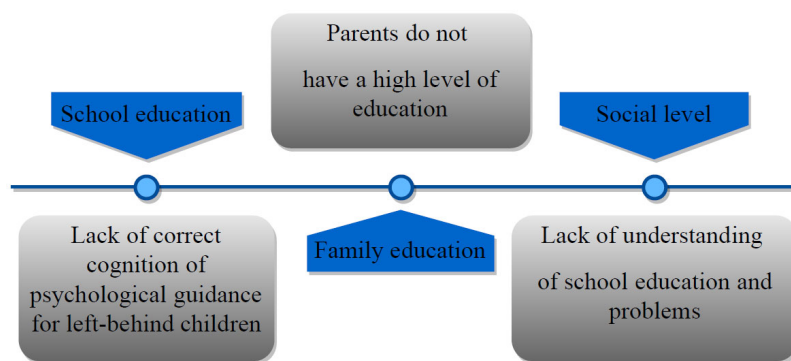 School education
Lack of correct
cognition of
psychological guidance
for left-behind children
Parents do not
have a high level of
education
Family education
Social level
Lack of understanding
of school education and
problems